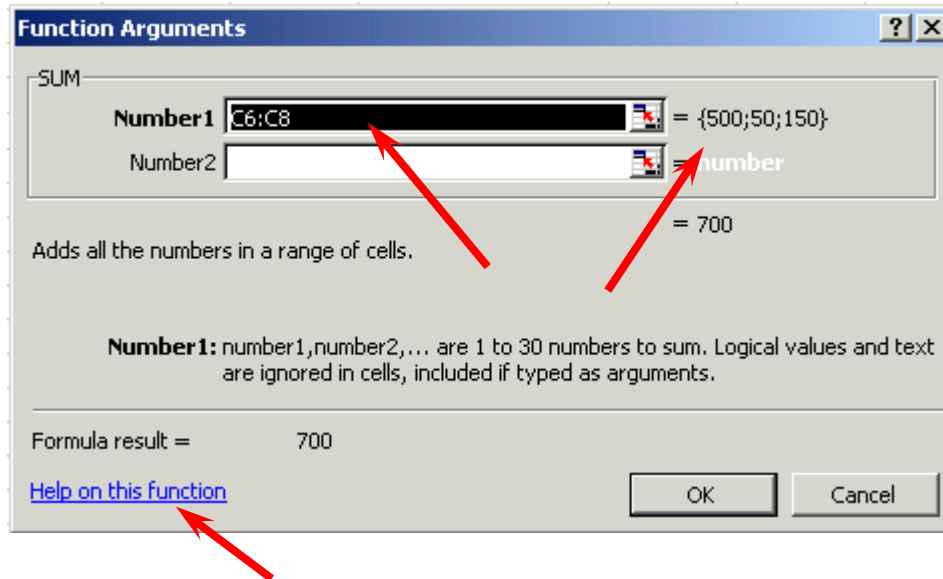 Function Arguments ? X
SUM
Number1 C6:C8 = {500;50;150}
Number2 = number
= 700
Adds all the numbers in a range of cells.
Number1: number1,number2,... are 1 to 30 numbers to sum. Logical values and text
are ignored in cells, included if typed as arguments.
Formula result = 700
Help on this function OK Cancel